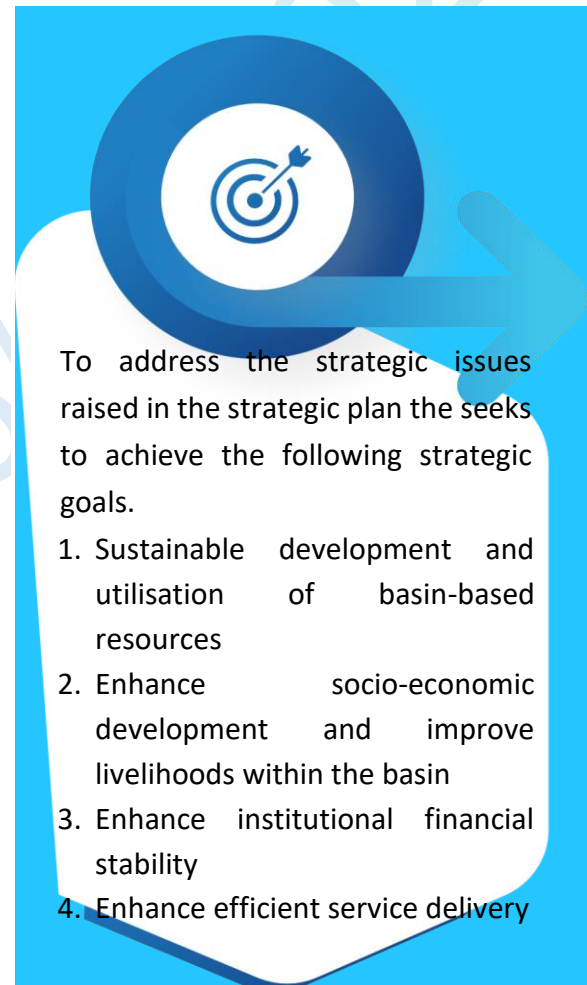 To address the strategic issues
raised in the strategic plan the seeks
to achieve the following strategic
goals.
1. Sustainable development and
utilisation of basin-based
resources
2. Enhance socio-economic
development and improve
livelihoods within the basin
3. Enhance institutional financial
stability
4. Enhance efficient service delivery